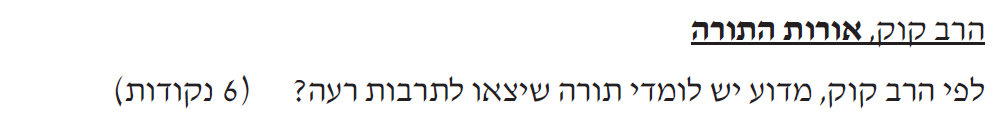 הרב קוק, אורות התורה
לפי הרב קוק, מדוע יש לומדי תורה שיצאו לתרבות רעה? (6 נקודות)